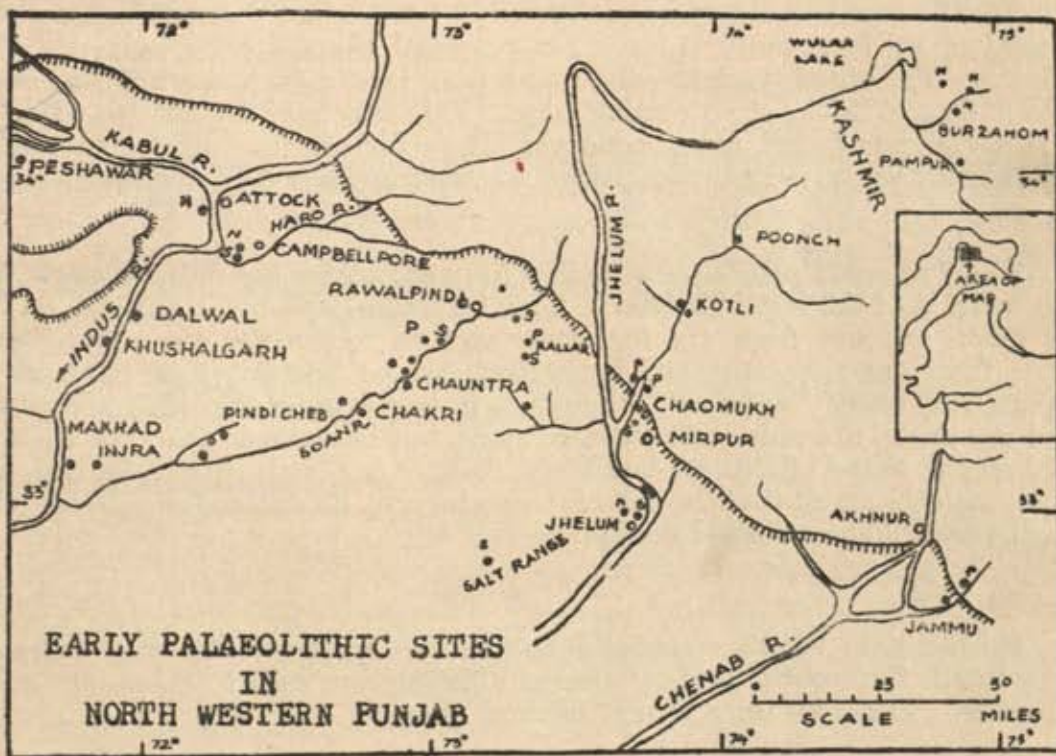 72°
73°
74°
75°
WULAR
LAKE
KASHMIR
N
N
BURZAHOM
PAMPUR
34°
KABUL R.
PESHAWAR
34°
N
ATTOCK
HARO R.
N
S
CAMPBELLPORE
JHELUM R.
POONCH
AREA OF
MAP
RAWALPINDI
KOTLI
INDUS R.
DALWAL
KHUSHALGARH
P
S
S
P
KALLAR
S
CHAUNTRA
P
CHAOMUKH
PINDI CHEB
CHAKRI
SOAN R.
MIRPUR
MAKHAD
INJRA
33°
33°
JHELUM
AKHNUR
S
SALT RANGE
JAMMU
CHENAB R.
EARLY PALAEOLITHIC SITES
IN
NORTH WESTERN PUNJAB
25
50
SCALE
MILES
72°
73°
74°
75°